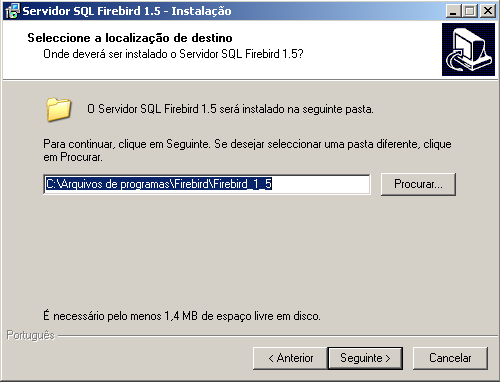 Servidor SQL Firebird 1.5 - Instalação
Seleccione a localização de destino
Onde deverá ser instalado o Servidor SQL Firebird 1.5?
O Servidor SQL Firebird 1.5 será instalado na seguinte pasta.
Para continuar, clique em Seguinte. Se desejar seleccionar uma pasta diferente, clique
em Procurar.
C:\Arquivos de programas\Firebird\Firebird_1_5
Procurar...
É necessário pelo menos 1,4 MB de espaço livre em disco.
Português
< Anterior
Seguinte >
Cancelar